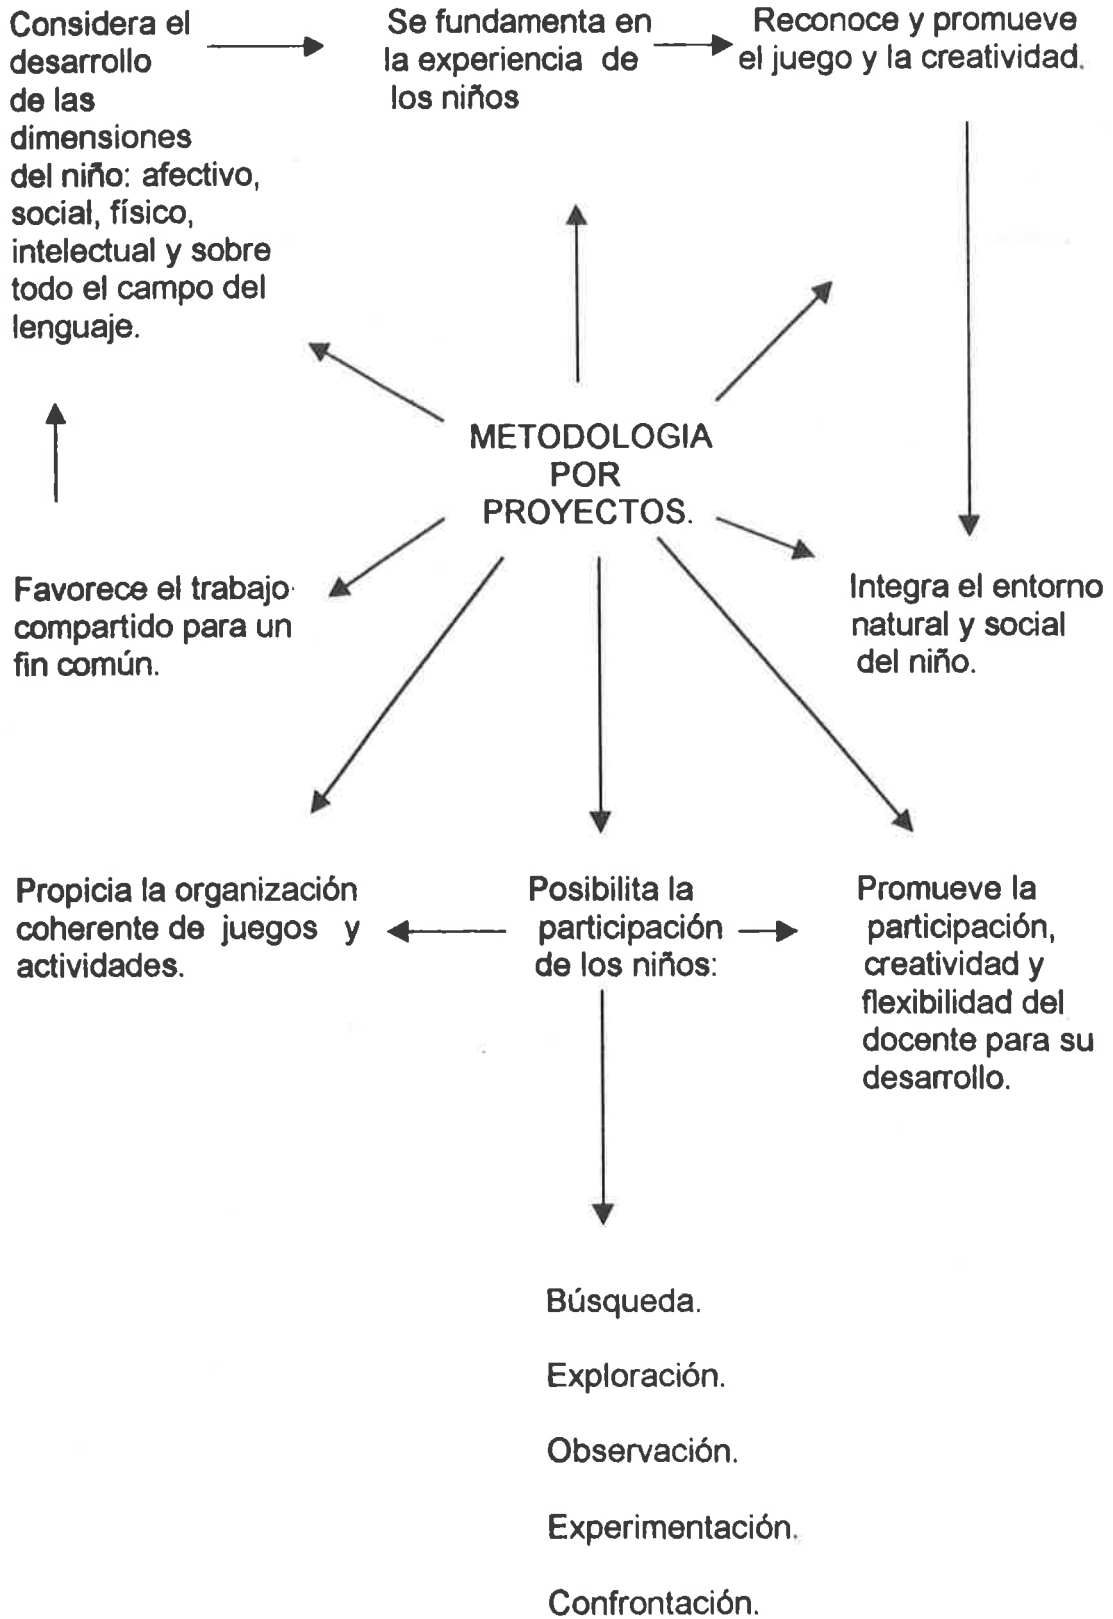 Considera el
desarrollo
de las
dimensiones
del niño: afectivo,
social, físico,
intelectual y sobre
todo el campo del
lenguaje.
Se fundamenta en
la experiencia de
los niños
Reconoce y promueve
el juego y la creatividad.
METODOLOGIA
POR
PROYECTOS.
Favorece el trabajo
compartido para un
fin común.
Integra el entorno
natural y social
del niño.
Propicia la organización
coherente de juegos y
actividades.
Posibilita la
participación
de los niños:
Promueve la
participación,
creatividad y
flexibilidad del
docente para su
desarrollo.
Búsqueda.
Exploración.
Observación.
Experimentación.
Confrontación.